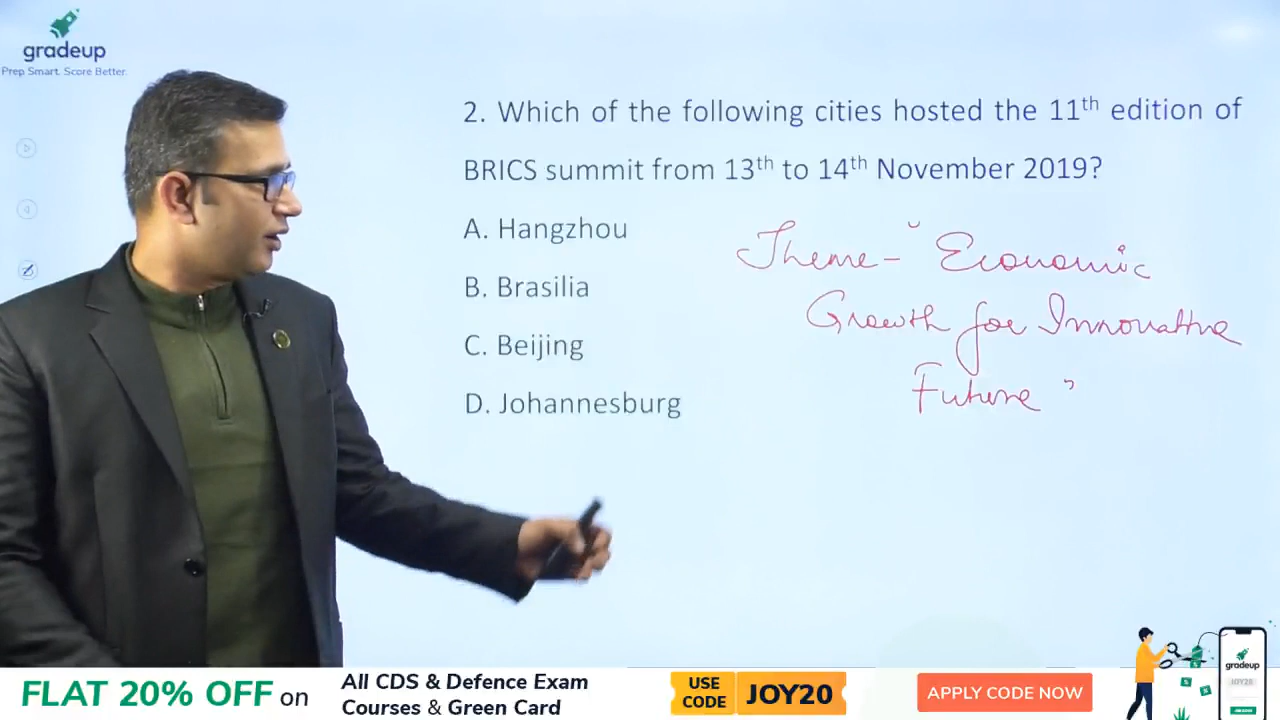 gradeup
Prep Smart. Score Better.
2. Which of the following cities hosted the 11th edition of
BRICS summit from 13th to 14th November 2019?
A. Hangzhou
B. Brasilia
C. Beijing
D. Johannesburg
Theme - "Economic
Growth for Innovative
Future"
FLAT 20% OFF on
All CDS & Defence Exam
Courses & Green Card
USE
CODE
JOY20
APPLY CODE NOW
gradeup
JOY20